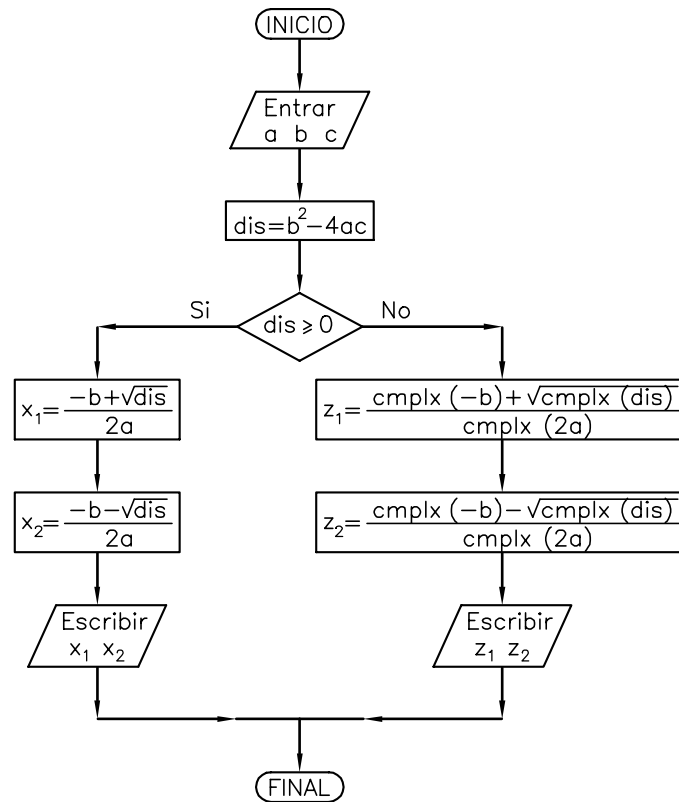 INICIO
Entrar
a b c
dis=b²−4ac
Si
dis ⩾ 0
No
x₁=(−b+√dis)/2a
z₁=(cmplx (−b)+√cmplx (dis))/cmplx (2a)
x₂=(−b−√dis)/2a
z₂=(cmplx (−b)−√cmplx (dis))/cmplx (2a)
Escribir
x₁ x₂
Escribir
z₁ z₂
FINAL